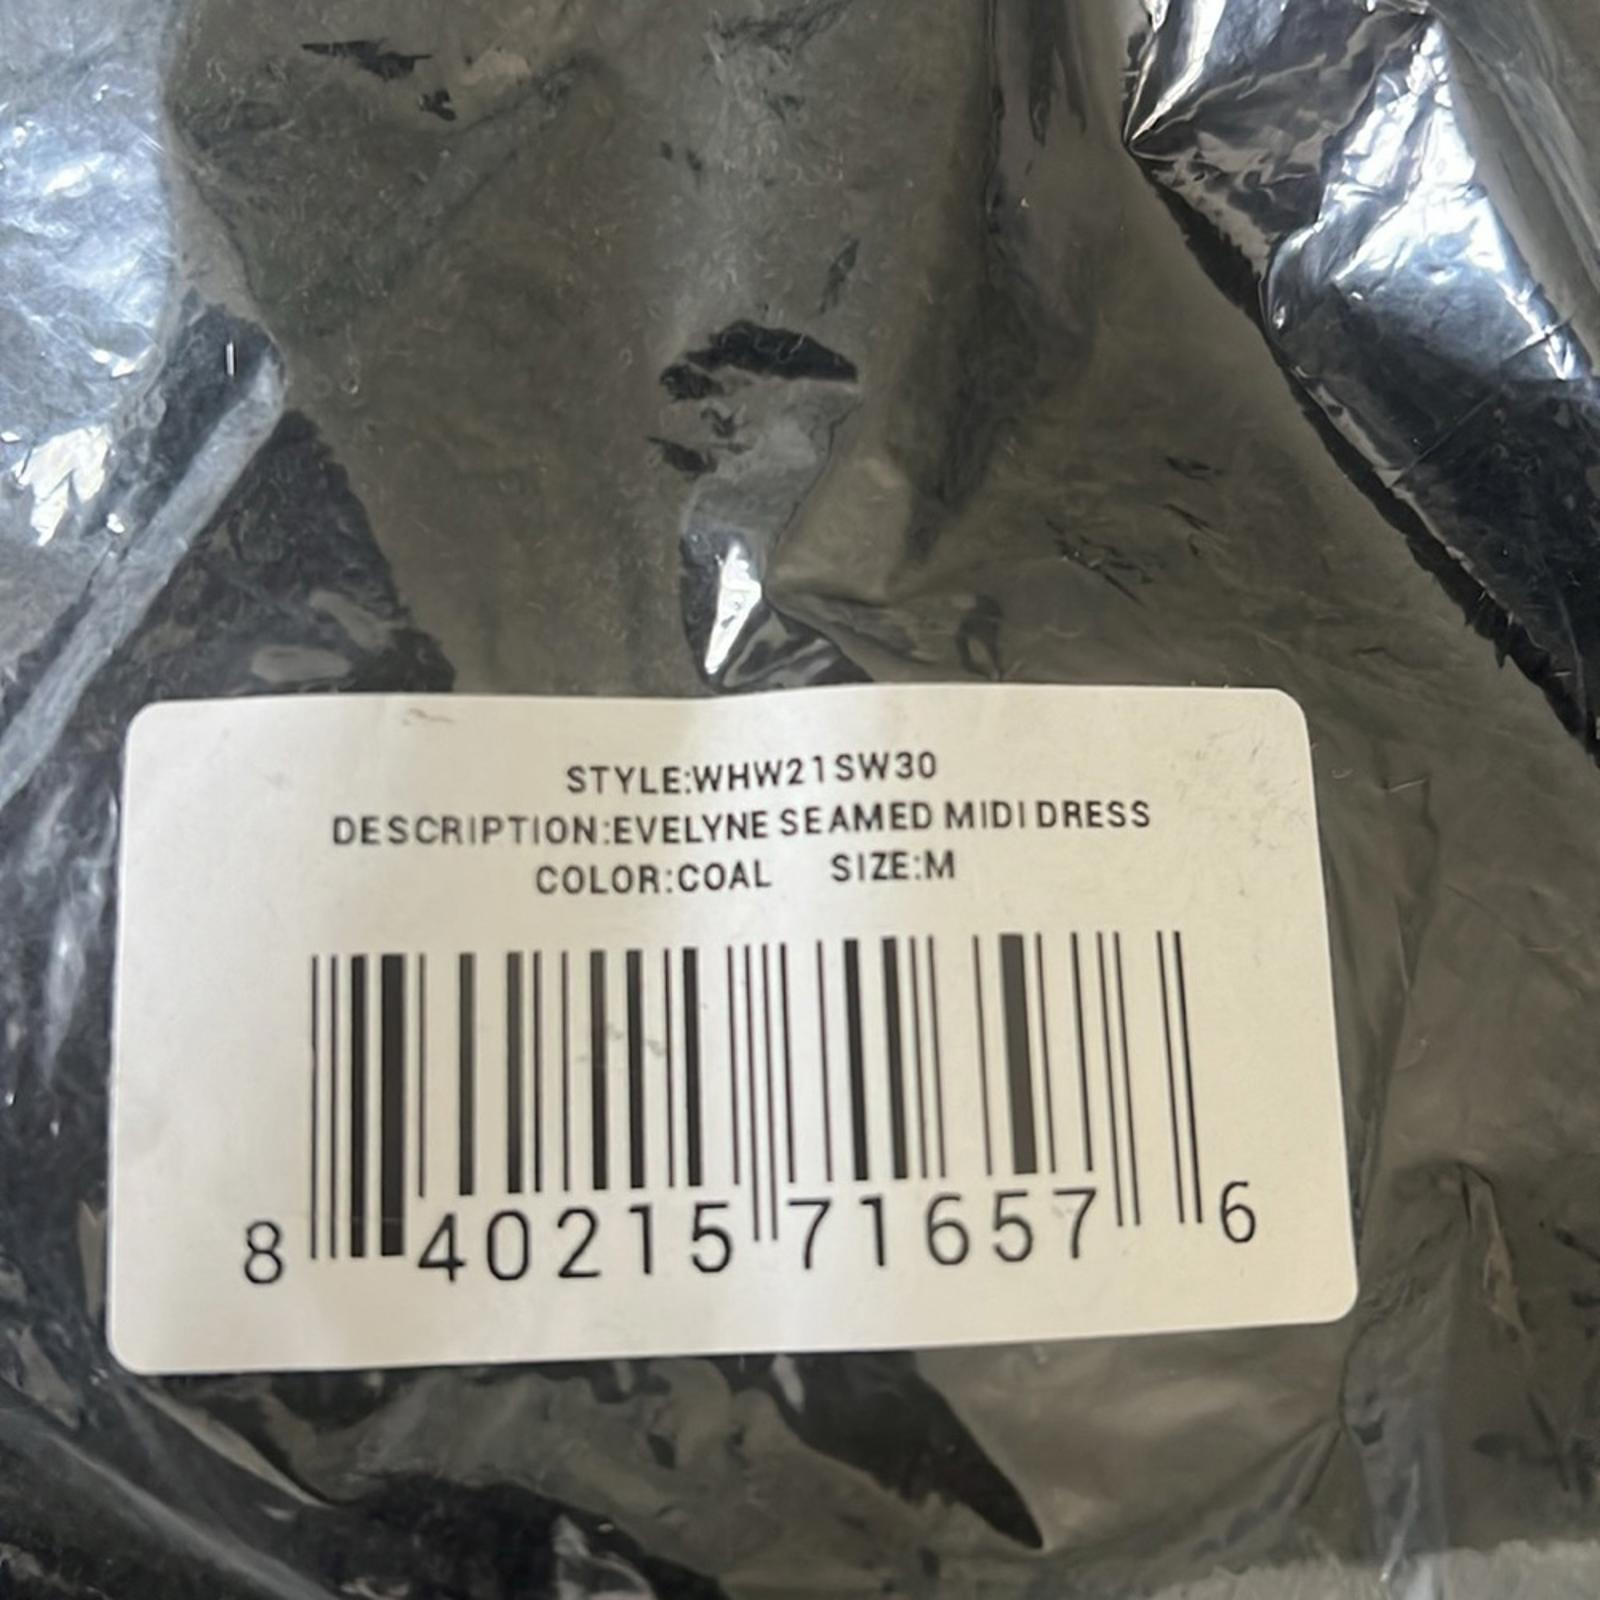 STYLE:WHW21SW30
DESCRIPTION:EVELYNE SEAMED MIDI DRESS
COLOR:COAL SIZE:M
8 40215 71657 6